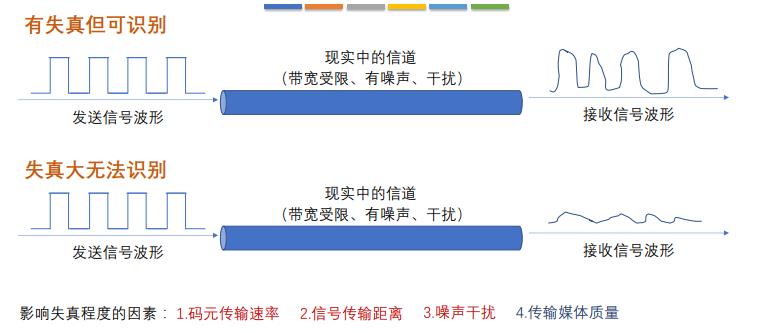 有失真但可识别
现实中的信道
(带宽受限、有噪声、干扰)
发送信号波形
接收信号波形
失真大无法识别
现实中的信道
(带宽受限、有噪声、干扰)
发送信号波形
接收信号波形
影响失真程度的因素： 1.码元传输速率 2.信号传输距离 3.噪声干扰 4.传输媒体质量